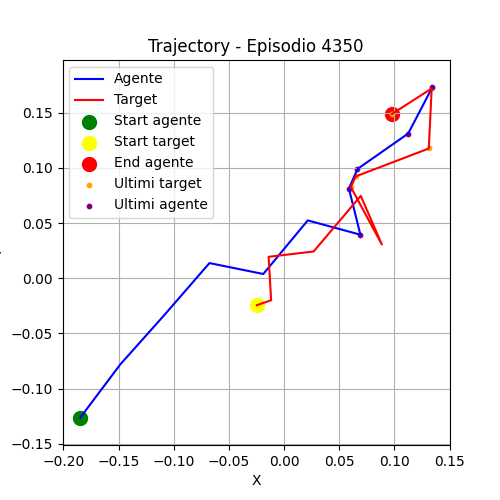 Trajectory - Episodio 4350
Agente
Target
Start agente
Start target
End agente
Ultimi target
Ultimi agente
0.15
0.10
0.05
0.00
−0.05
−0.10
−0.15
−0.20 −0.15 −0.10 −0.05 0.00 0.05 0.10 0.15
X